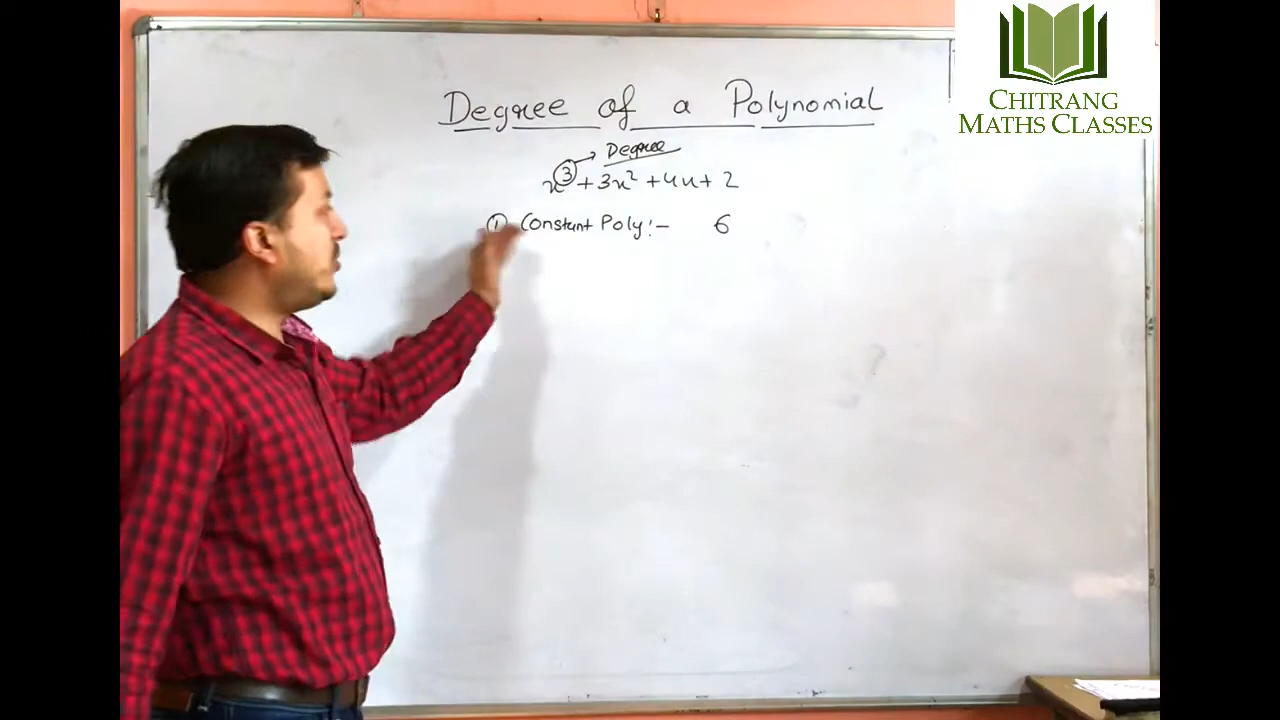 CHITRANG
MATHS CLASSES
Degree of a Polynomial
Degree
x³ + 3x² + 4x + 2
① Constant Poly:- 6